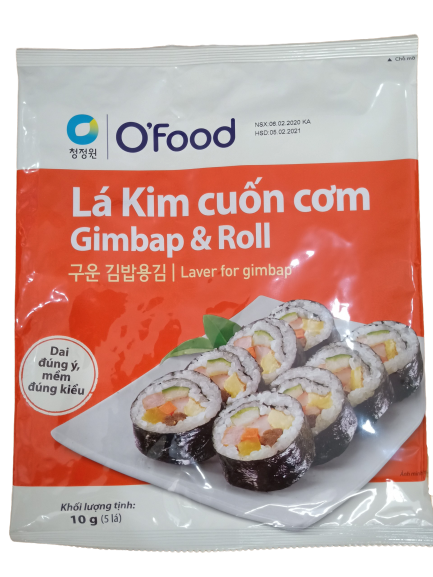 ▲ Chỗ mở
청정원
O'Food
NSX:06.02.2020 KA
HSD:05.02.2021
Lá Kim cuốn cơm
Gimbap & Roll
구운 김밥용김 | Laver for gimbap
Dai
đúng ý,
mềm
đúng kiểu
Khối lượng tịnh:
10 g (5 lá)